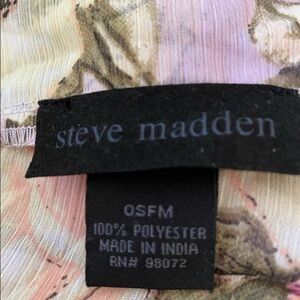 steve madden
OSFM
100% POLYESTER
MADE IN INDIA
RN# 98072